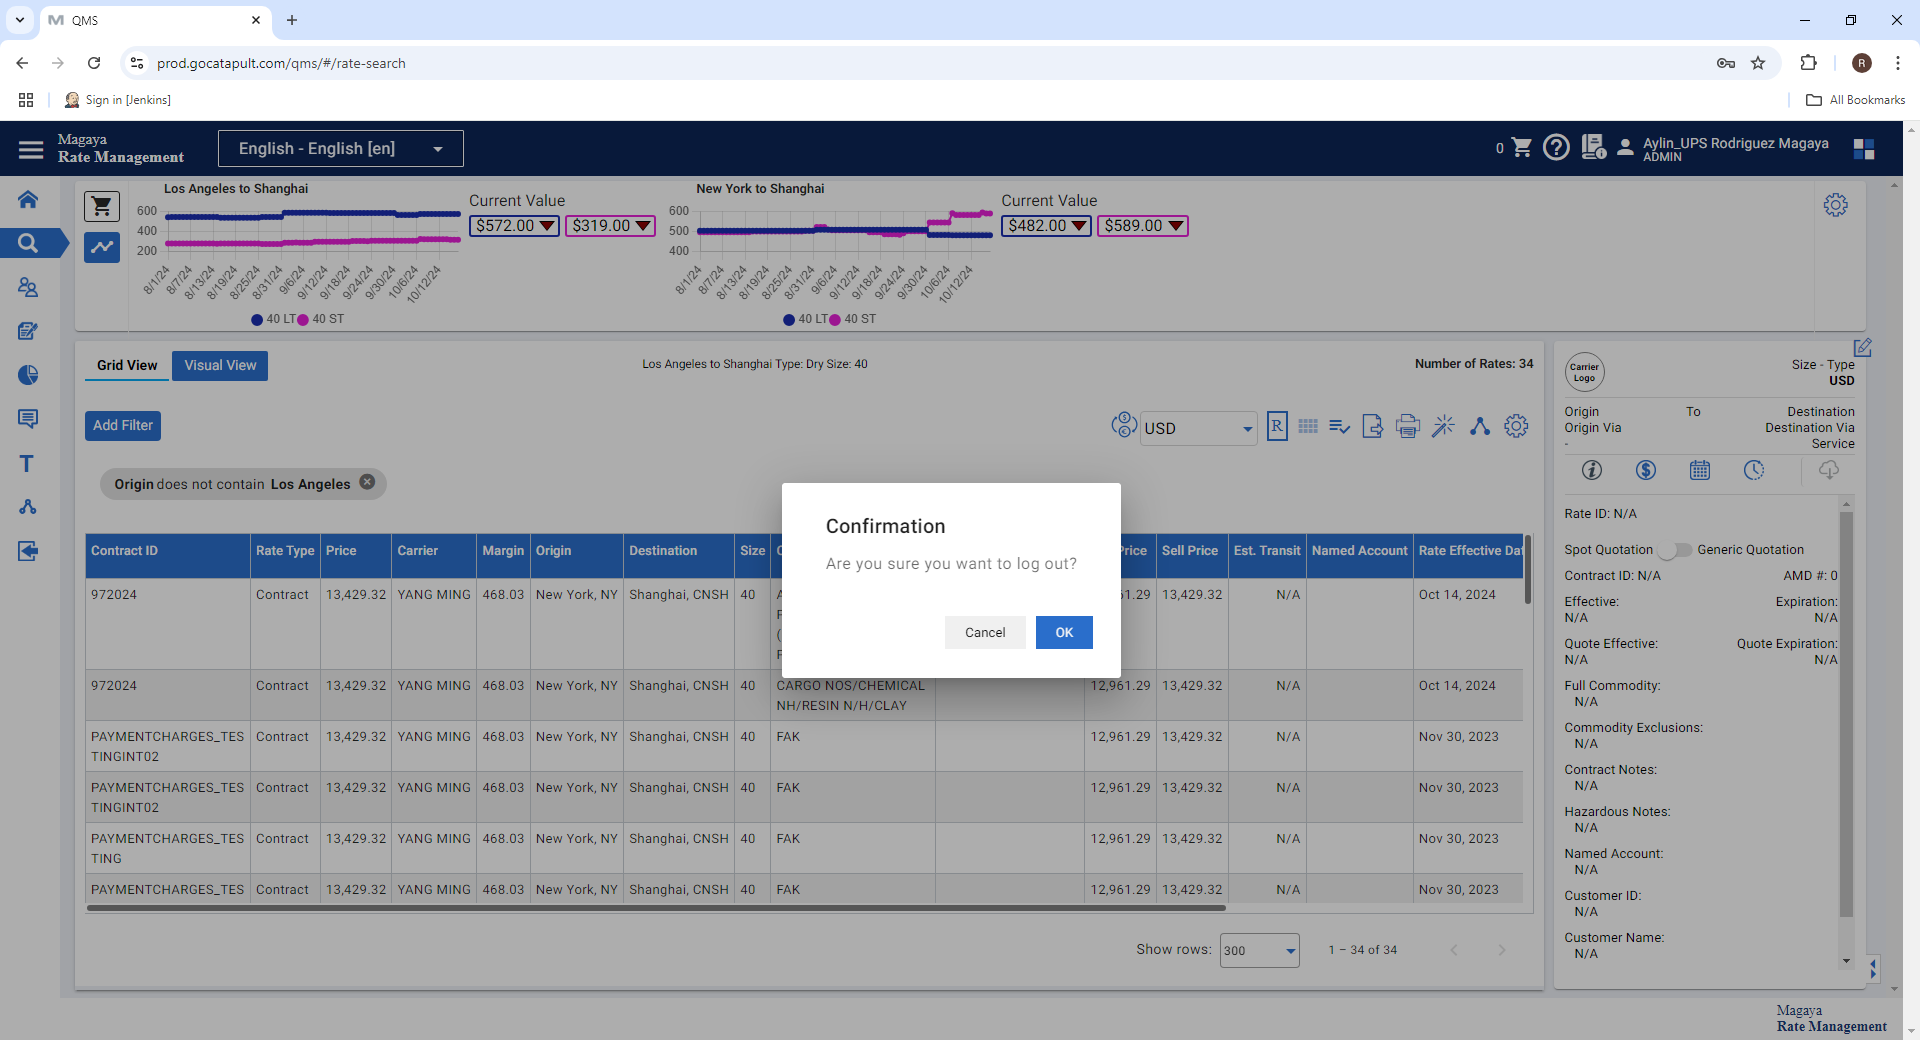 QMS
prod.gocatapult.com/qms/#/rate-search
R
Sign in [Jenkins]
All Bookmarks
Magaya
Rate Management
English - English [en]
0
Aylin_UPS Rodriguez Magaya
ADMIN
Los Angeles to Shanghai
600
400
200
8/1/24 8/7/24 8/13/24 8/19/24 8/25/24 8/31/24 9/6/24 9/12/24 9/18/24 9/24/24 9/30/24 10/6/24 10/12/24
40 LT 40 ST
Current Value
$572.00 $319.00
New York to Shanghai
600
500
400
8/1/24 8/7/24 8/13/24 8/19/24 8/25/24 8/31/24 9/6/24 9/12/24 9/18/24 9/24/24 9/30/24 10/6/24 10/12/24
40 LT 40 ST
Current Value
$482.00 $589.00
Grid View Visual View
Los Angeles to Shanghai Type: Dry Size: 40
Number of Rates: 34
Add Filter
USD
R
Origin does not contain Los Angeles
Contract ID Rate Type Price Carrier Margin Origin Destination Size Price Sell Price Est. Transit Named Account Rate Effective Dat
972024 Contract 13,429.32 YANG MING 468.03 New York, NY Shanghai, CNSH 40 61.29 13,429.32 N/A Oct 14, 2024
972024 Contract 13,429.32 YANG MING 468.03 New York, NY Shanghai, CNSH 40 CARGO NOS/CHEMICAL 12,961.29 13,429.32 N/A Oct 14, 2024
NH/RESIN N/H/CLAY
PAYMENTCHARGES_TES Contract 13,429.32 YANG MING 468.03 New York, NY Shanghai, CNSH 40 FAK 12,961.29 13,429.32 N/A Nov 30, 2023
TINGINT02
PAYMENTCHARGES_TES Contract 13,429.32 YANG MING 468.03 New York, NY Shanghai, CNSH 40 FAK 12,961.29 13,429.32 N/A Nov 30, 2023
TINGINT02
PAYMENTCHARGES_TES Contract 13,429.32 YANG MING 468.03 New York, NY Shanghai, CNSH 40 FAK 12,961.29 13,429.32 N/A Nov 30, 2023
TING
PAYMENTCHARGES_TES Contract 13,429.32 YANG MING 468.03 New York, NY Shanghai, CNSH 40 FAK 12,961.29 13,429.32 N/A Nov 30, 2023
Show rows: 300 1 – 34 of 34
Confirmation
Are you sure you want to log out?
Cancel OK
Carrier
Logo
Size - Type
USD
Origin To Destination
Origin Via Destination Via
- Service
Rate ID: N/A
Spot Quotation Generic Quotation
Contract ID: N/A AMD #: 0
Effective: Expiration:
N/A N/A
Quote Effective: Quote Expiration:
N/A N/A
Full Commodity:
N/A
Commodity Exclusions:
N/A
Contract Notes:
N/A
Hazardous Notes:
N/A
Named Account:
N/A
Customer ID:
N/A
Customer Name:
N/A
Magaya
Rate Management